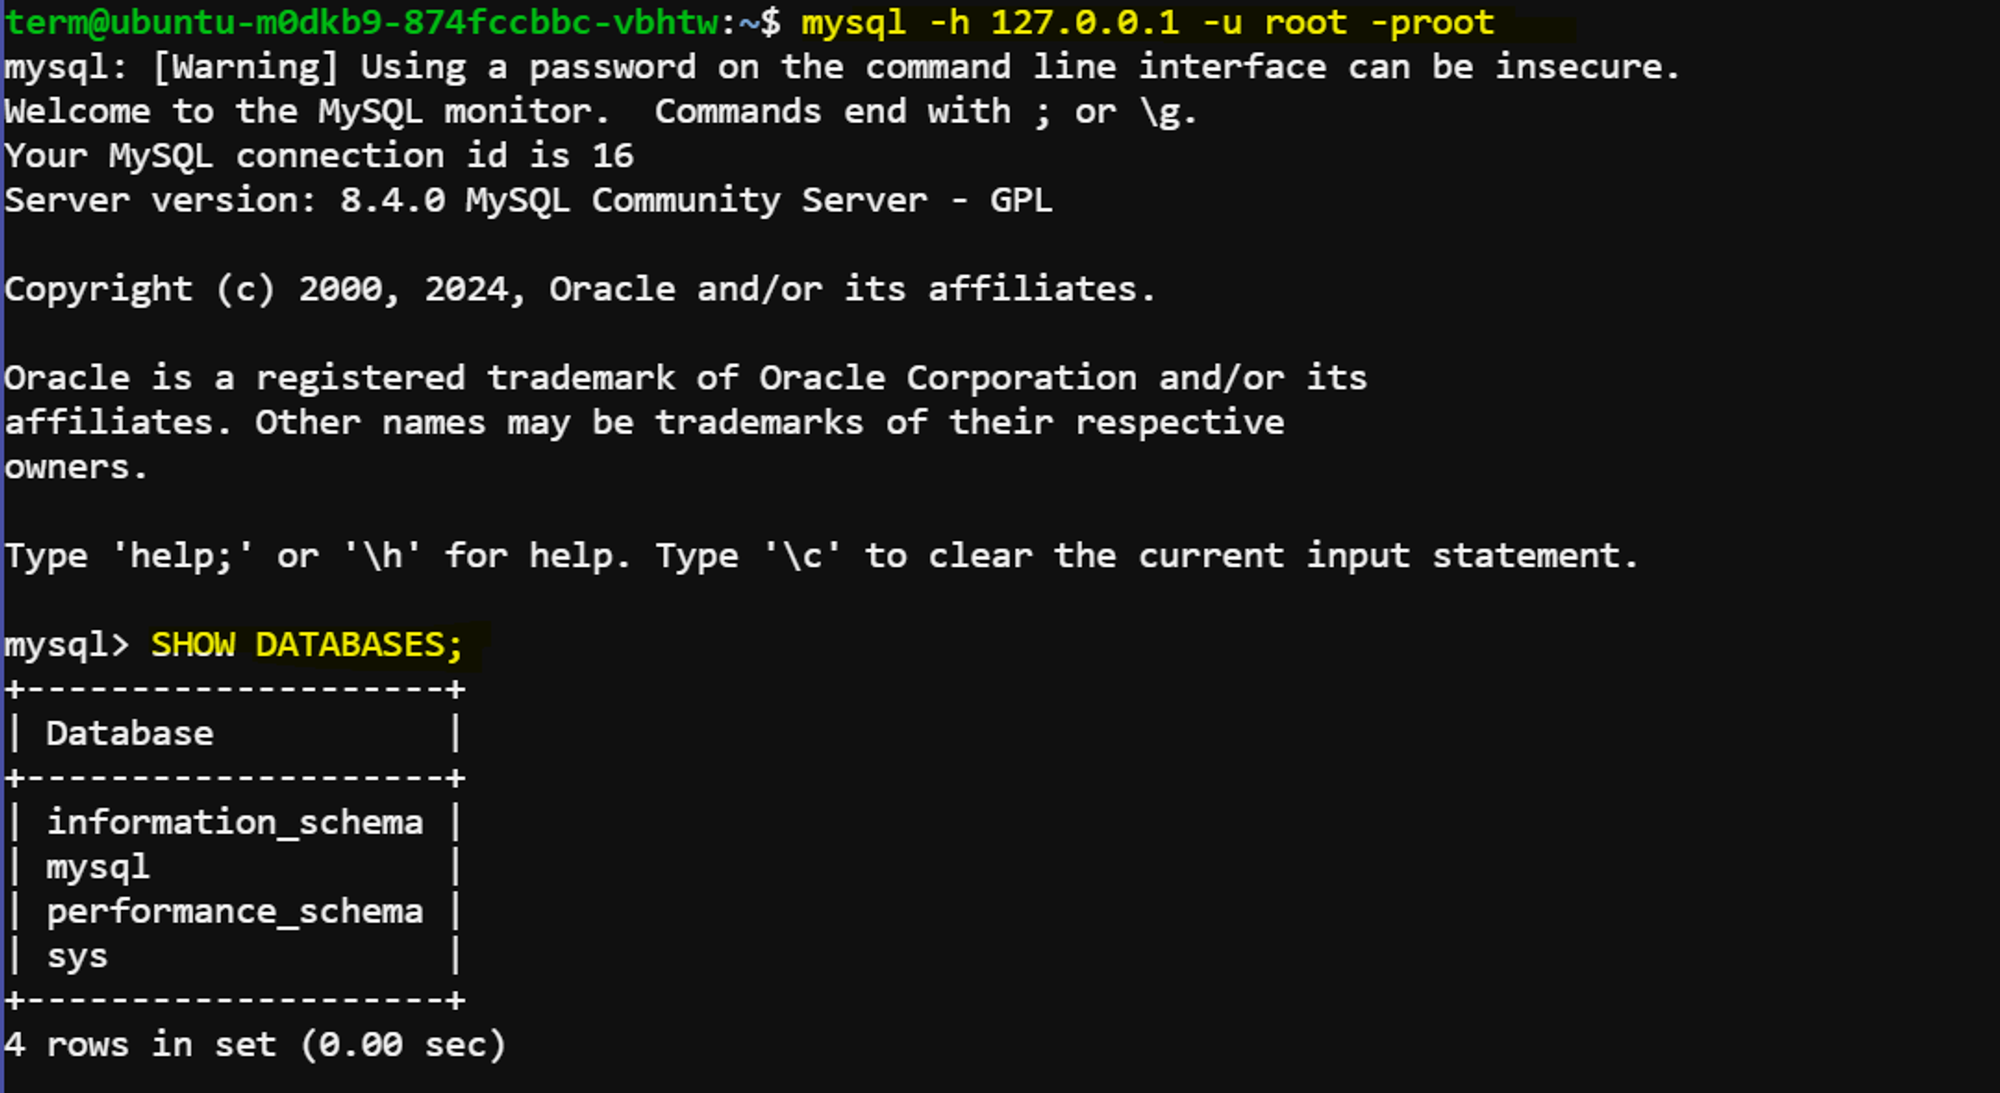 term@ubuntu-m0dkb9-874fccbbc-vbhtw:~$ mysql -h 127.0.0.1 -u root -proot
mysql: [Warning] Using a password on the command line interface can be insecure.
Welcome to the MySQL monitor.  Commands end with ; or \g.
Your MySQL connection id is 16
Server version: 8.4.0 MySQL Community Server - GPL

Copyright (c) 2000, 2024, Oracle and/or its affiliates.

Oracle is a registered trademark of Oracle Corporation and/or its
affiliates. Other names may be trademarks of their respective
owners.

Type 'help;' or '\h' for help. Type '\c' to clear the current input statement.

mysql> SHOW DATABASES;
+--------------------+
| Database           |
+--------------------+
| information_schema |
| mysql              |
| performance_schema |
| sys                |
+--------------------+
4 rows in set (0.00 sec)